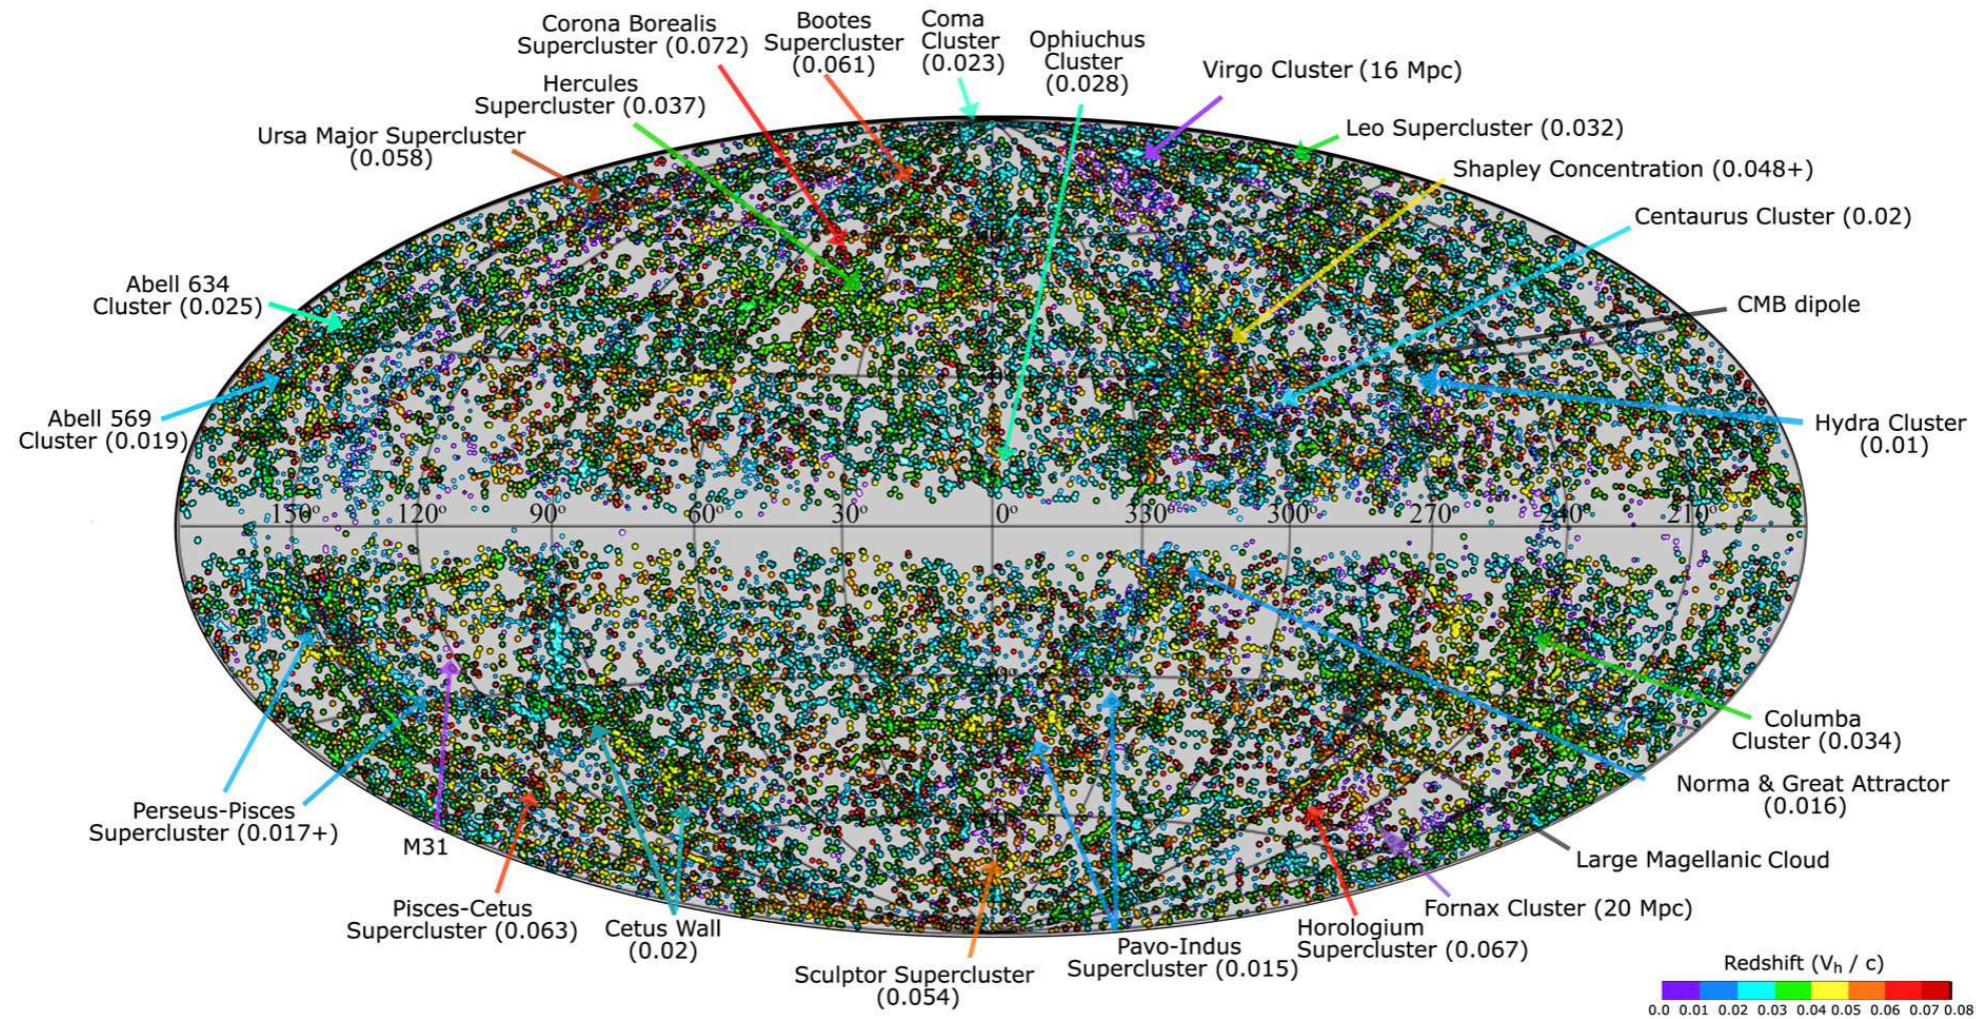 Corona Borealis
Supercluster (0.072)
Bootes
Supercluster
(0.061)
Coma
Cluster
(0.023)
Ophiuchus
Cluster
(0.028)
Virgo Cluster (16 Mpc)
Hercules
Supercluster (0.037)
Leo Supercluster (0.032)
Ursa Major Supercluster
(0.058)
Shapley Concentration (0.048+)
Centaurus Cluster (0.02)
Abell 634
Cluster (0.025)
CMB dipole
Abell 569
Cluster (0.019)
Hydra Cluster
(0.01)
150° 120° 90° 60° 30° 0° 330° 300° 270° 240° 210°
Columba
Cluster (0.034)
Norma & Great Attractor
(0.016)
Perseus-Pisces
Supercluster (0.017+)
M31
Large Magellanic Cloud
Fornax Cluster (20 Mpc)
Pisces-Cetus
Supercluster (0.063)
Cetus Wall
(0.02)
Horologium
Supercluster (0.067)
Pavo-Indus
Supercluster (0.015)
Sculptor Supercluster
(0.054)
Redshift (Vh / c)
0.0 0.01 0.02 0.03 0.04 0.05 0.06 0.07 0.08